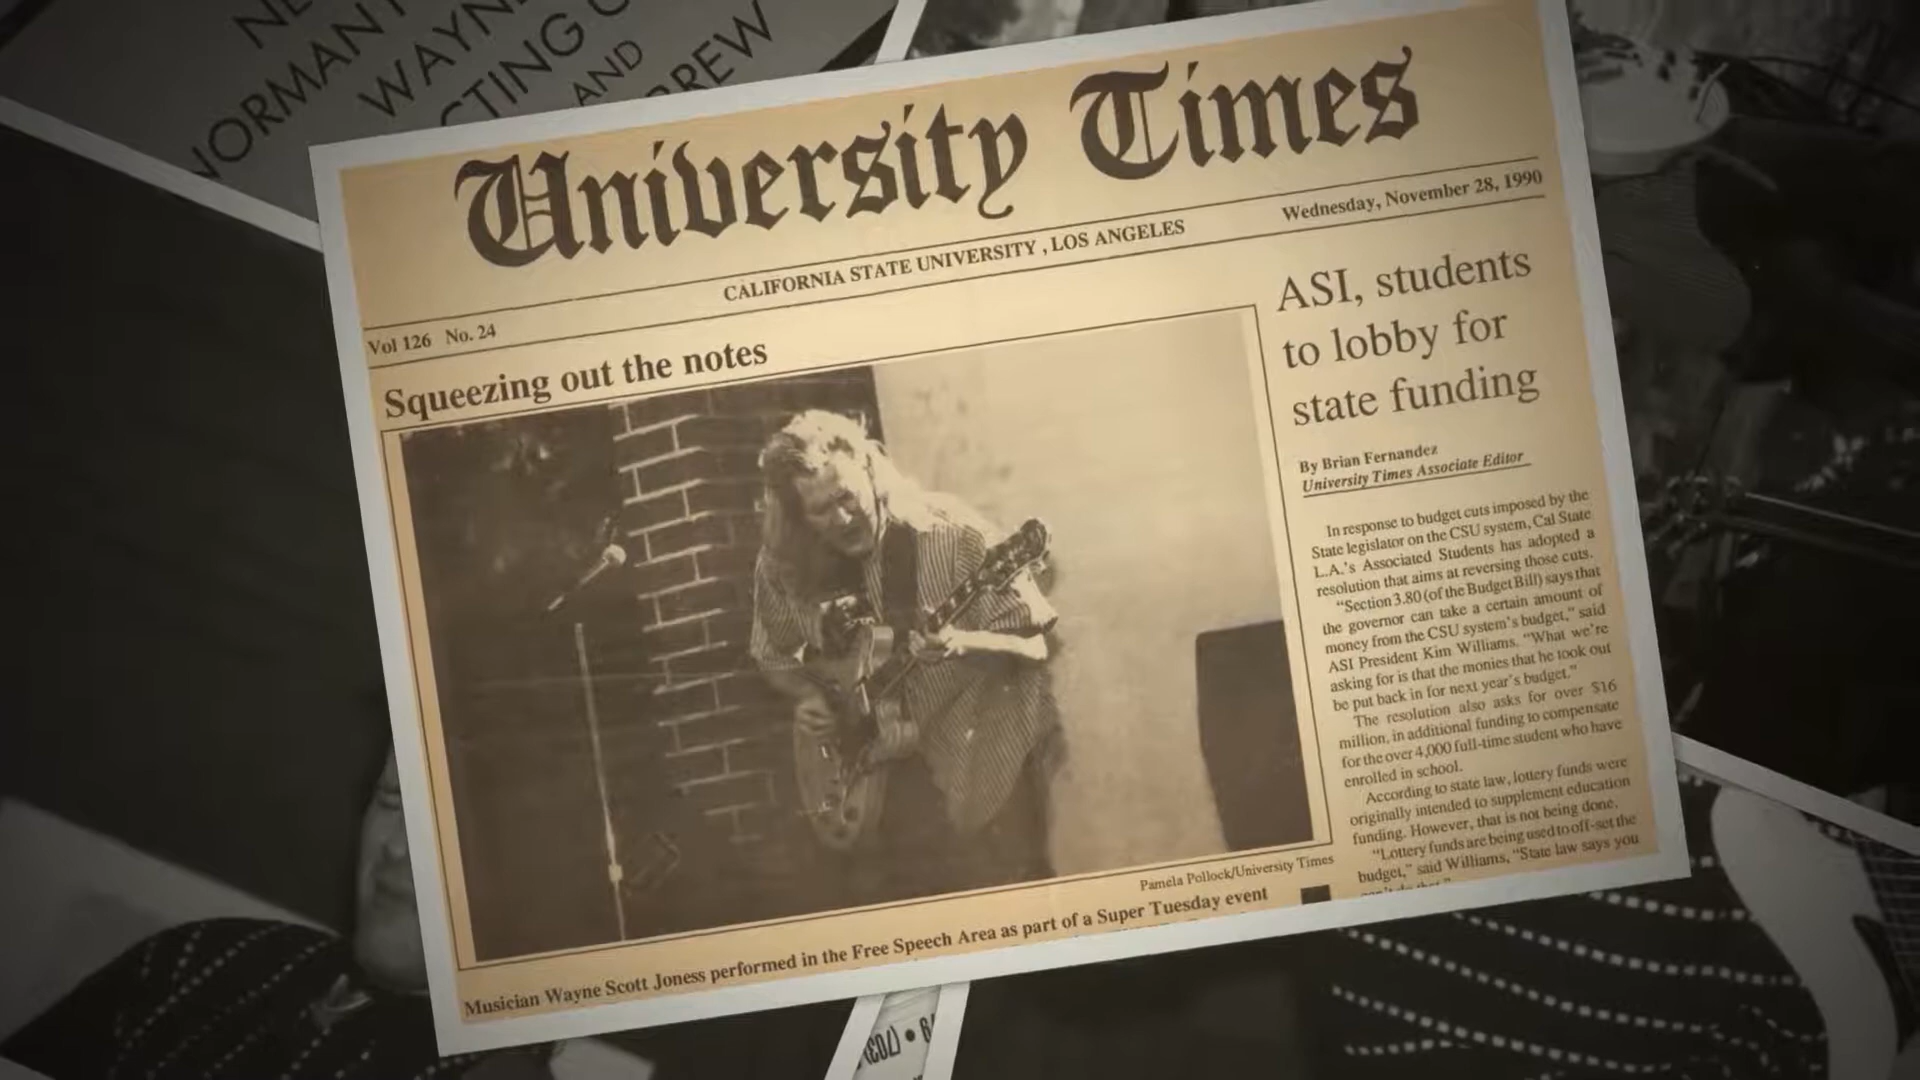 NORMAN
WAYNE
CTING
AND
REW
University Times
CALIFORNIA STATE UNIVERSITY , LOS ANGELES
Wednesday, November 28, 1990
Vol 126 No. 24
Squeezing out the notes
Pamela Pollock/University Times
Musician Wayne Scott Joness performed in the Free Speech Area as part of a Super Tuesday event
ASI, students
to lobby for
state funding
By Brian Fernandez
University Times Associate Editor
In response to budget cuts imposed by the
State legislator on the CSU system, Cal State
L.A.'s Associated Students has adopted a
resolution that aims at reversing those cuts.
"Section 3.80 (of the Budget Bill) says that
the governor can take a certain amount of
money from the CSU system's budget," said
ASI President Kim Williams. "What we're
asking for is that the monies that he took out
be put back in for next year's budget."
The resolution also asks for over $16
million, in additional funding to compensate
for the over 4,000 full-time student who have
enrolled in school.
According to state law, lottery funds were
originally intended to supplement education
funding. However, that is not being done.
"Lottery funds are being used to off-set the
budget," said Williams, "State law says you